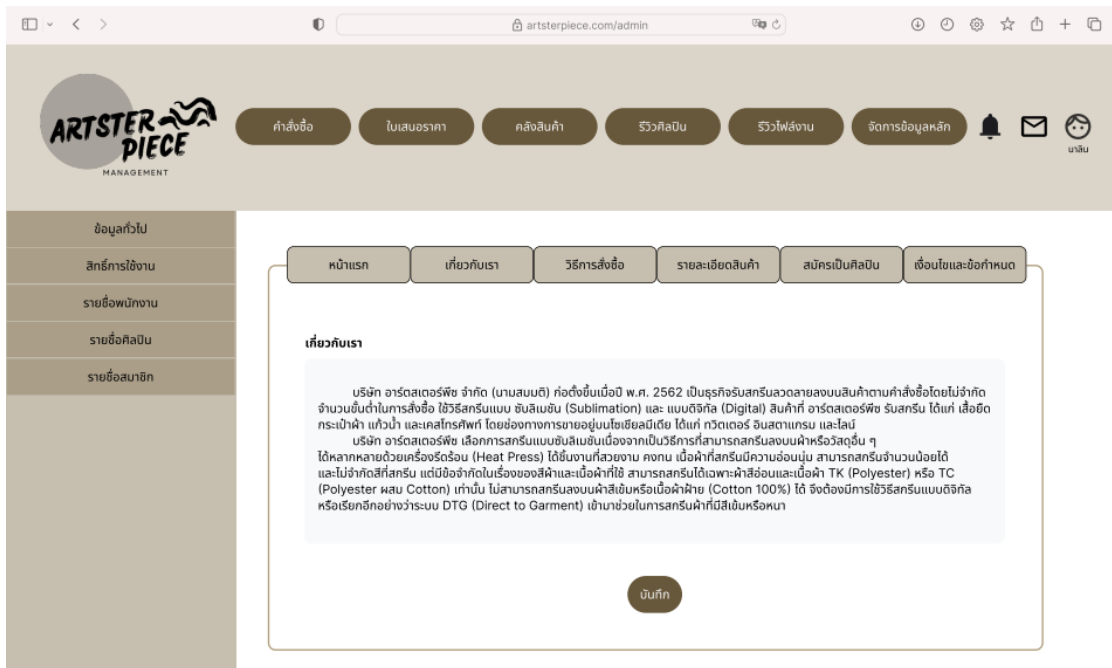 artsterpiece.com/admin
ARTSTER
PIECE
MANAGEMENT
คำสั่งซื้อ
ใบเสนอราคา
คลังสินค้า
รีวิวศิลปิน
รีวิวไฟล์งาน
จัดการข้อมูลหลัก
นาลิน
ข้อมูลทั่วไป
สิทธิ์การใช้งาน
รายชื่อพนักงาน
รายชื่อศิลปิน
รายชื่อสมาชิก
หน้าแรก
เกี่ยวกับเรา
วิธีการสั่งซื้อ
รายละเอียดสินค้า
สมัครเป็นศิลปิน
เงื่อนไขและข้อกำหนด
เกี่ยวกับเรา
บริษัท อาร์ตสเตอร์พีซ จำกัด (นามสมมติ) ก่อตั้งขึ้นเมื่อปี พ.ศ. 2562 เป็นธุรกิจรับสกรีนลวดลายลงบนสินค้าตามคำสั่งซื้อโดยไม่จำกัด
จำนวนขั้นต่ำในการสั่งซื้อ ใช้วิธีสกรีนแบบ ซับลิเมชัน (Sublimation) และ แบบดิจิทัล (Digital) สินค้าที่ อาร์ตสเตอร์พีซ รับสกรีน ได้แก่ เสื้อยืด
กระเป๋าผ้า แก้วน้ำ และเคสโทรศัพท์ โดยช่องทางการขายอยู่บนโซเชียลมีเดีย ได้แก่ ทวิตเตอร์ อินสตาแกรม และไลน์
บริษัท อาร์ตสเตอร์พีซ เลือกการสกรีนแบบซับลิเมชันเนื่องจากเป็นวิธีการที่สามารถสกรีนลงบนผ้าหรือวัสดุอื่น ๆ
ได้หลากหลายด้วยเครื่องรีดร้อน (Heat Press) ได้ชิ้นงานที่สวยงาม คงทน เนื้อผ้าที่สกรีนมีความอ่อนนุ่ม สามารถสกรีนจำนวนน้อยได้
และไม่จำกัดสีที่สกรีน แต่มีข้อจำกัดในเรื่องของสีผ้าและเนื้อผ้าที่ใช้ สามารถสกรีนได้เฉพาะผ้าสีอ่อนและเนื้อผ้า TK (Polyester) หรือ TC
(Polyester ผสม Cotton) เท่านั้น ไม่สามารถสกรีนลงบนผ้าสีเข้มหรือเนื้อผ้าฝ้าย (Cotton 100%) ได้ จึงต้องมีการใช้วิธีสกรีนแบบดิจิทัล
หรือเรียกอีกอย่างว่าระบบ DTG (Direct to Garment) เข้ามาช่วยในการสกรีนผ้าที่มีสีเข้มหรือหนา
บันทึก